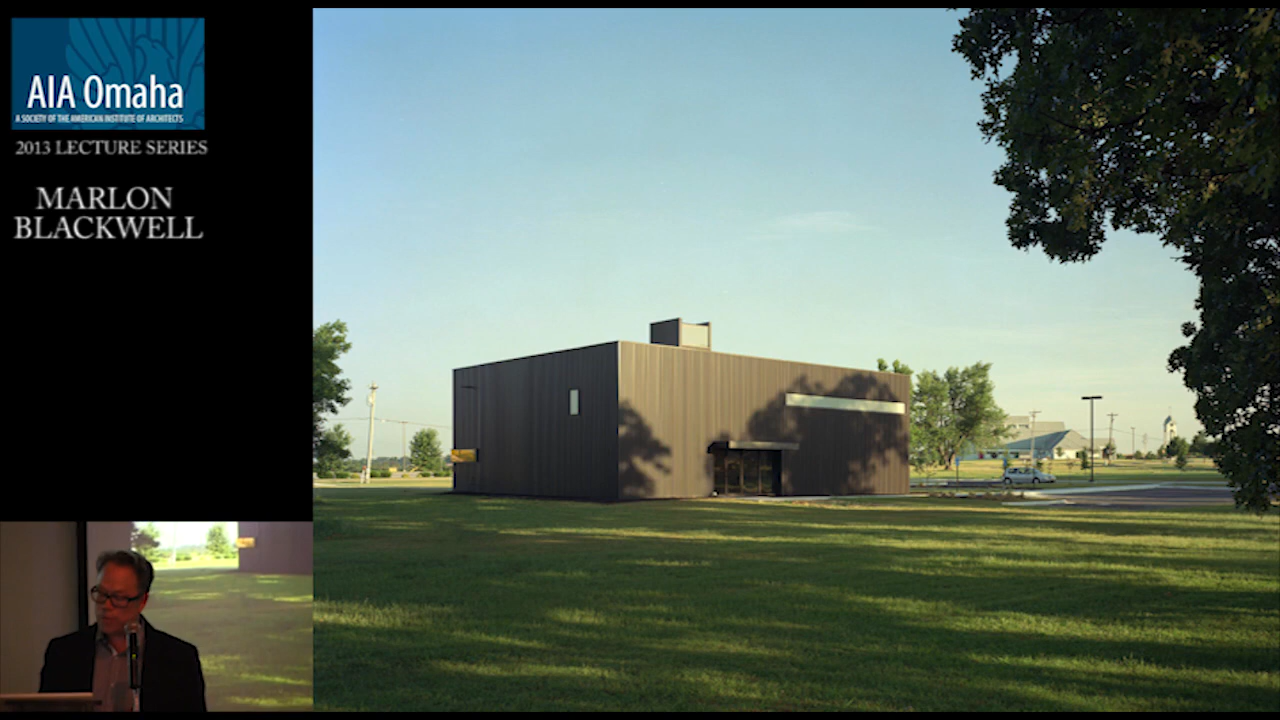 AIA Omaha
A SOCIETY OF THE AMERICAN INSTITUTE OF ARCHITECTS
2013 LECTURE SERIES
MARLON
BLACKWELL